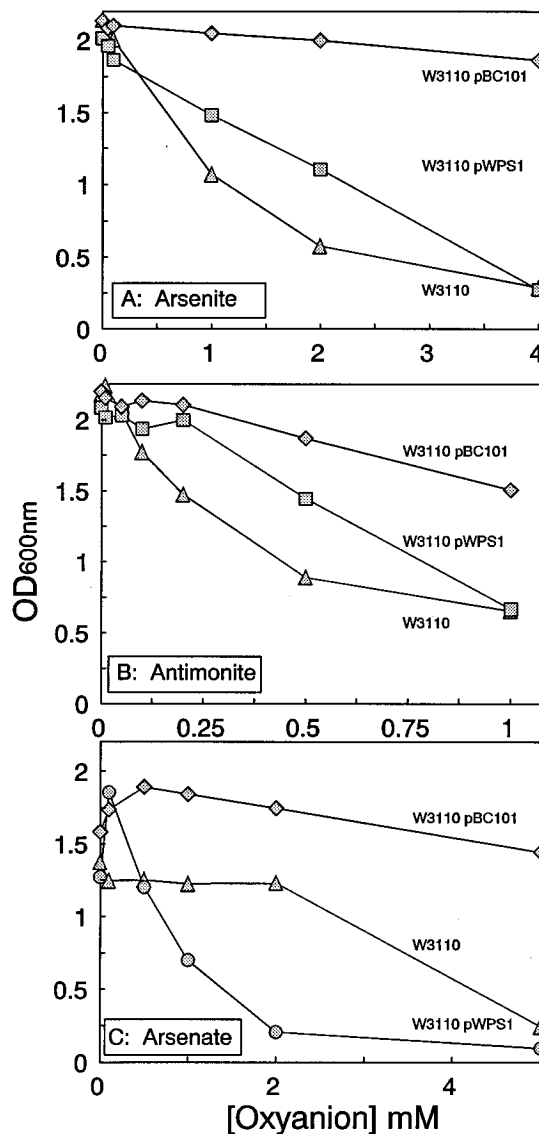 2
W3110 pBC101
1.5
W3110 pWPS1
1
0.5
W3110
A: Arsenite
0
0 1 2 3 4
2
W3110 pBC101
1.5
W3110 pWPS1
1
W3110
0.5
B: Antimonite
0
0 0.25 0.5 0.75 1
OD600nm
2
W3110 pBC101
1.5
1
W3110
0.5
W3110 pWPS1
C: Arsenate
0
0 2 4
[Oxyanion] mM